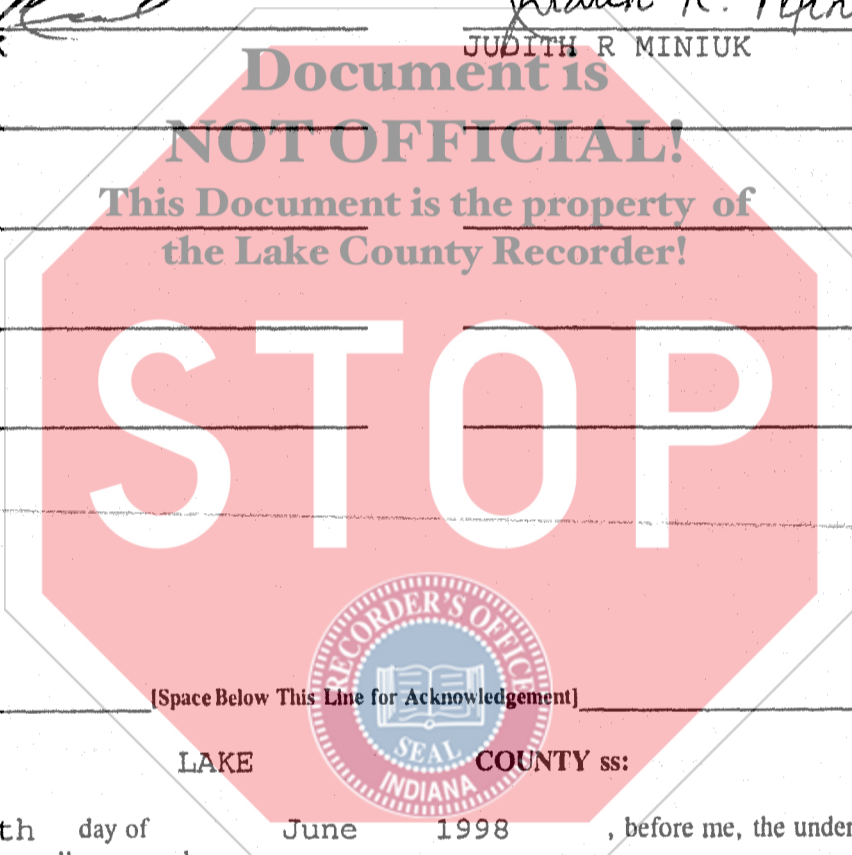 JUDITH R MINIUK
Document is
NOT OFFICIAL!
This Document is the property of
the Lake County Recorder!
STOP
RECORDER'S OFFICE
SEAL
INDIANA
[Space Below This Line for Acknowledgement]
LAKE COUNTY ss:
th day of June 1998 , before me, the under